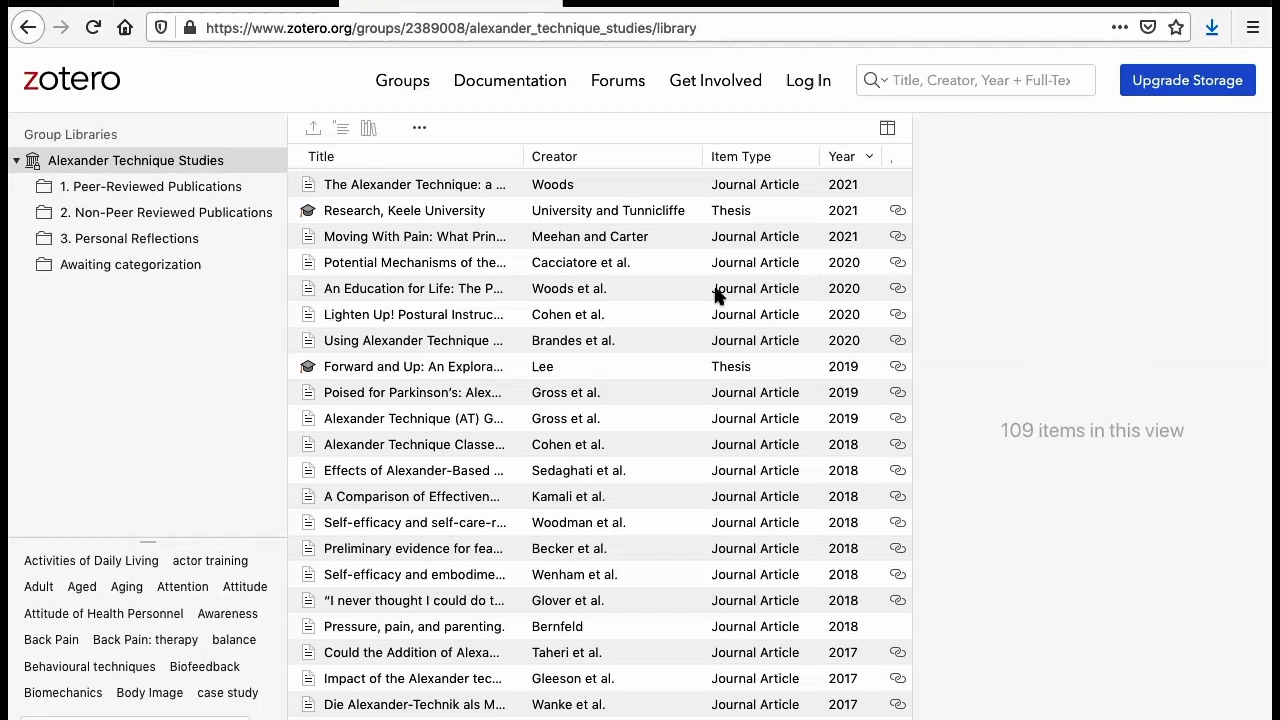 https://www.zotero.org/groups/2389008/alexander_technique_studies/library
zotero
Groups Documentation Forums Get Involved Log In Title, Creator, Year + Full-Te Upgrade Storage
Group Libraries
Alexander Technique Studies
1. Peer-Reviewed Publications
2. Non-Peer Reviewed Publications
3. Personal Reflections
Awaiting categorization
Title Creator Item Type Year
The Alexander Technique: a ... Woods Journal Article 2021
Research, Keele University University and Tunnicliffe Thesis 2021
Moving With Pain: What Prin... Meehan and Carter Journal Article 2021
Potential Mechanisms of the... Cacciatore et al. Journal Article 2020
An Education for Life: The P... Woods et al. Journal Article 2020
Lighten Up! Postural Instruc... Cohen et al. Journal Article 2020
Using Alexander Technique ... Brandes et al. Journal Article 2020
Forward and Up: An Explora... Lee Thesis 2019
Poised for Parkinson’s: Alex... Gross et al. Journal Article 2019
Alexander Technique (AT) G... Gross et al. Journal Article 2019
Alexander Technique Classe... Cohen et al. Journal Article 2018
Effects of Alexander-Based ... Sedaghati et al. Journal Article 2018
A Comparison of Effectiven... Kamali et al. Journal Article 2018
Self-efficacy and self-care-r... Woodman et al. Journal Article 2018
Preliminary evidence for fea... Becker et al. Journal Article 2018
Self-efficacy and embodime... Wenham et al. Journal Article 2018
“I never thought I could do t... Glover et al. Journal Article 2018
Pressure, pain, and parenting. Bernfeld Journal Article 2018
Could the Addition of Alexa... Taheri et al. Journal Article 2017
Impact of the Alexander tec... Gleeson et al. Journal Article 2017
Die Alexander-Technik als M... Wanke et al. Journal Article 2017
109 items in this view
Activities of Daily Living actor training
Adult Aged Aging Attention Attitude
Attitude of Health Personnel Awareness
Back Pain Back Pain: therapy balance
Behavioural techniques Biofeedback
Biomechanics Body Image case study